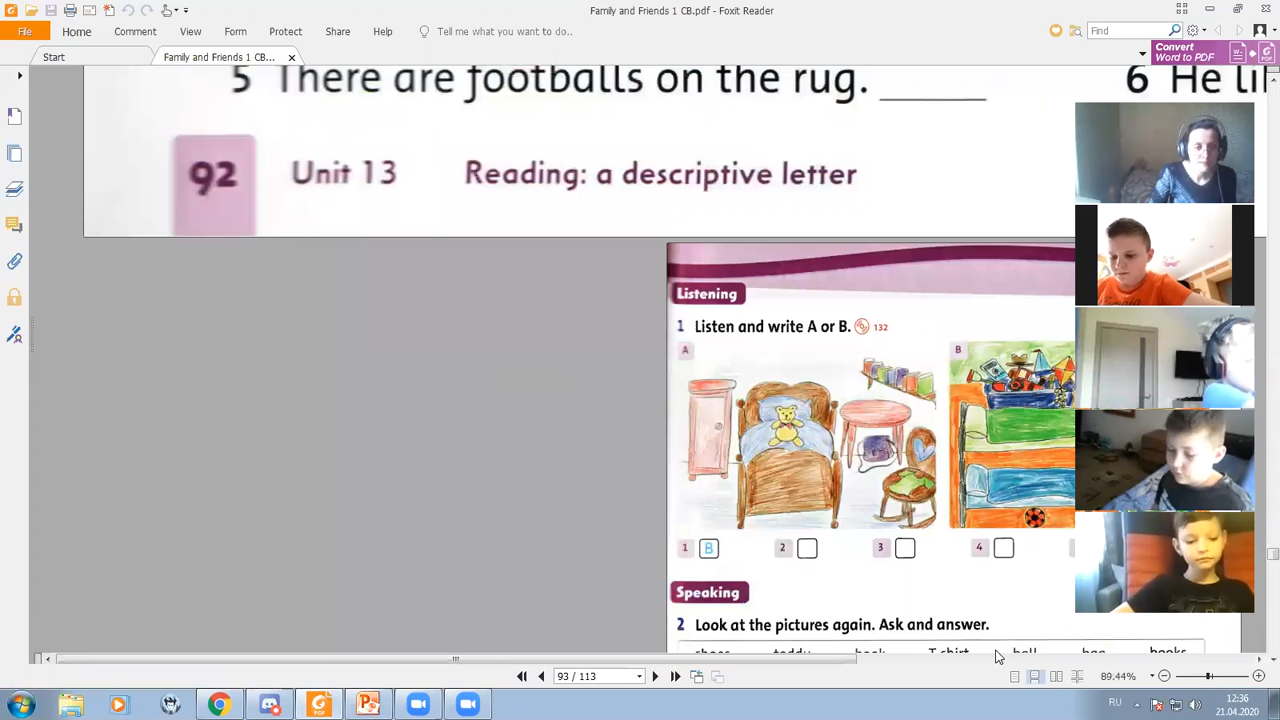 Family and Friends 1 CB.pdf - Foxit Reader
File Home Comment View Form Protect Share Help Tell me what you want to do.. Find
Start Family and Friends 1 CB... Convert
Word to PDF
5 There are footballs on the rug. 6 He li
92 Unit 13 Reading: a descriptive letter
Listening
1 Listen and write A or B. 132
A B
1 B 2 3 4
Speaking
2 Look at the pictures again. Ask and answer.
shoes teddy book T-shirt ball bag books
93 / 113 89.44%
RU 12:36
21.04.2020